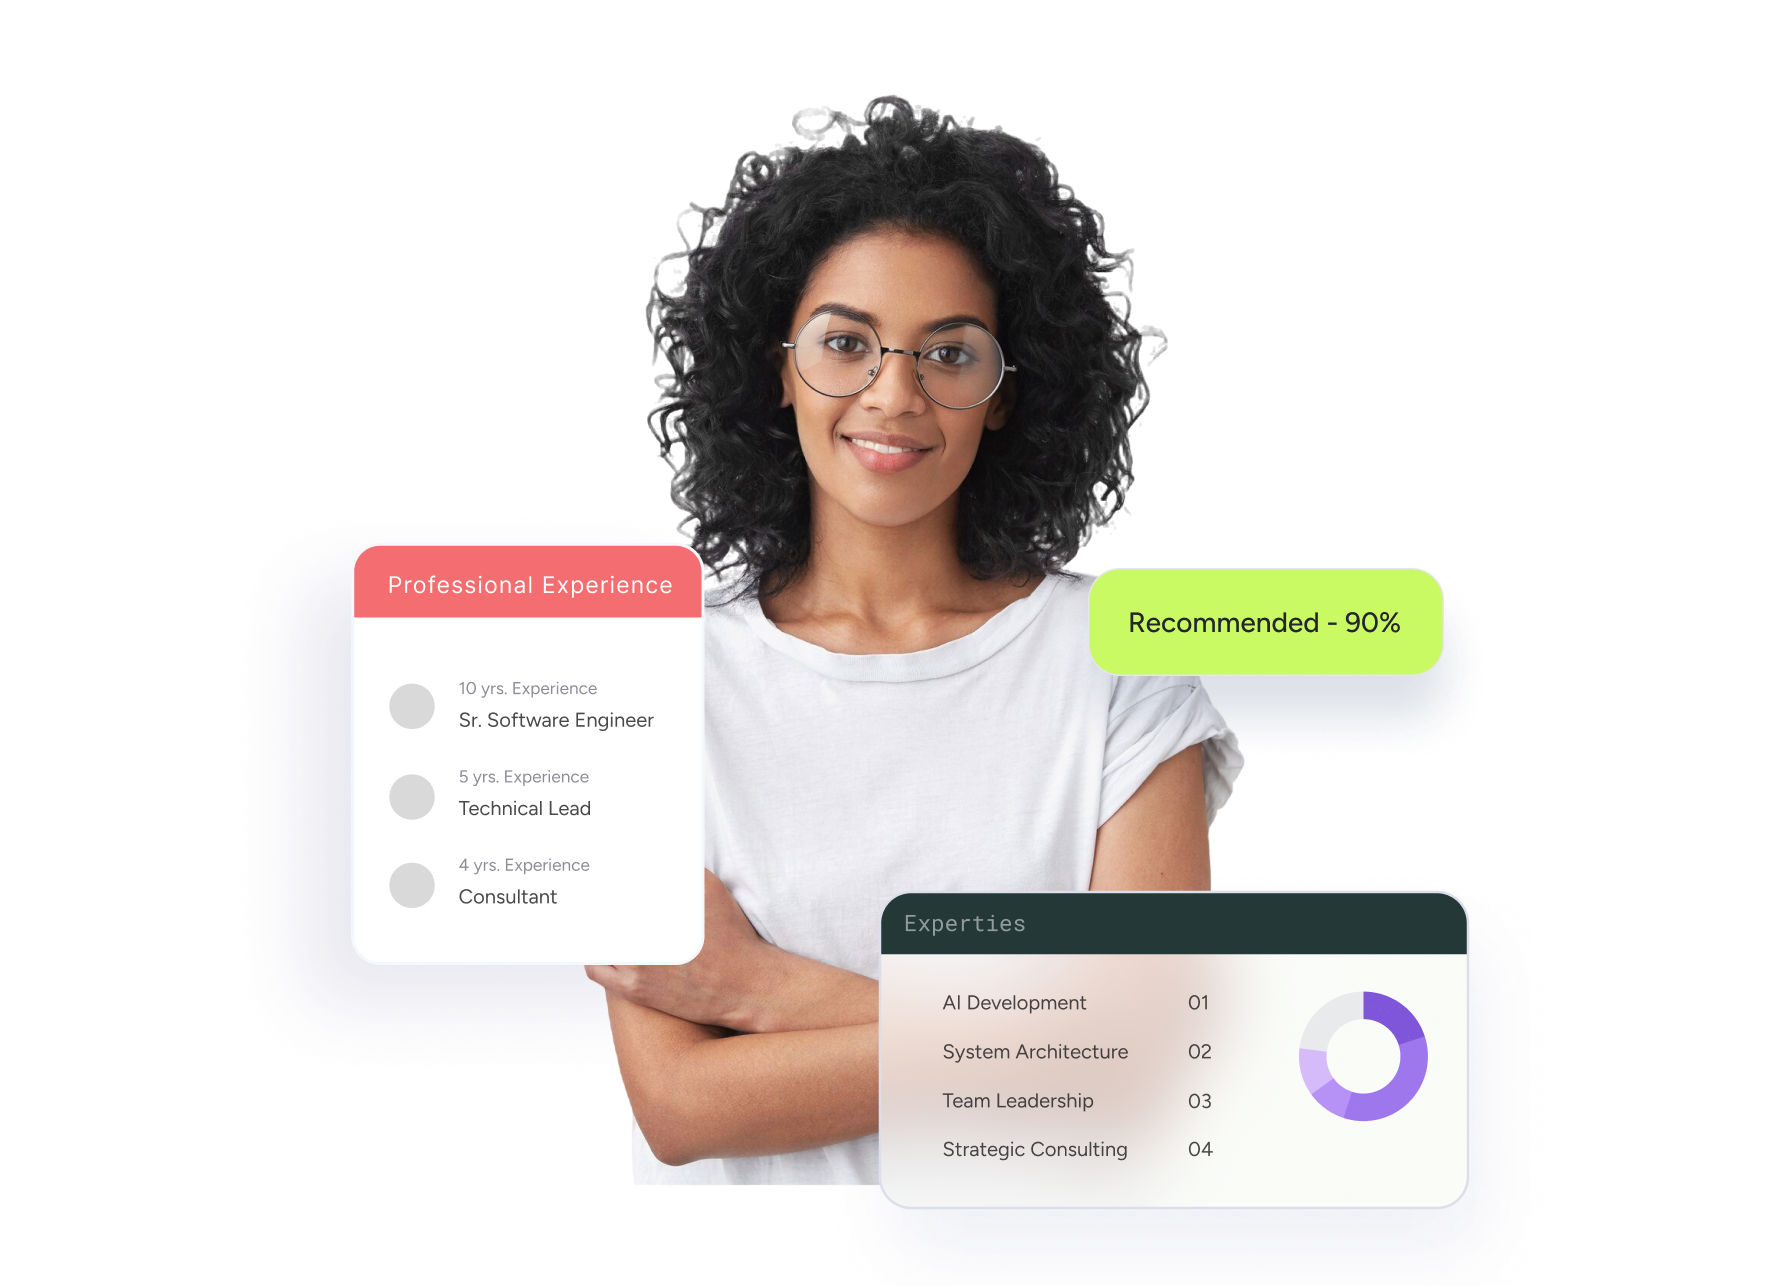 Professional Experience
10 yrs. Experience
Sr. Software Engineer
5 yrs. Experience
Technical Lead
4 yrs. Experience
Consultant
Recommended - 90%
Experties
AI Development 01
System Architecture 02
Team Leadership 03
Strategic Consulting 04